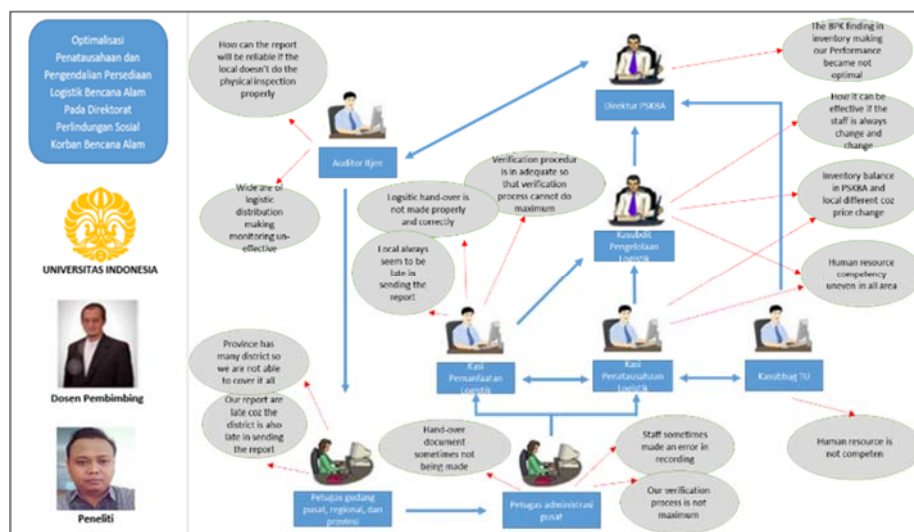 Optimalisasi
Penatausahaan dan
Pengendalian Persediaan
Logistik Bencana Alam
Pada Direktorat
Perlindungan Sosial
Korban Bencana Alam
UNIVERSITAS INDONESIA
Dosen Pembimbing
Peneliti
How can the report
will be reliable if the
local doesn't do the
physical inspection
properly
Auditor Itjen
Wide are of
logistic
distribution
making
monitoring un-
effective
Direktur PSKBA
The BPK finding in
inventory making
our Performance
became not
optimal
How it can be
effective if the
staff is always
change and
change
Inventory balance
in PSKBA and
local different coz
price change
Human resource
competency
uneven in all area
Verification procedur
is in adequate so
that verification
process cannot do
maximum
Logsitic hand-over is
not made properly
and correctly
Local always
seem to be
late in
sending the
report
Kasubdit Pengelolaan
Logistik
Kasi
Pemanfaatan
Logistik
Kasi
Penatausahaan
Logistik
Kasubbag TU
Human resource is
not competen
Province has
many district so
we are not able
to cover it all
Our report are
late coz the
district is also
late in sending
the report
Petugas gudang
pusat, regional, dan
provinsi
Hand-over
document
sometimes not
being made
Petugas administrasi
pusat
Staff sometimes
made an error in
recording
Our verification
process is not
maximum